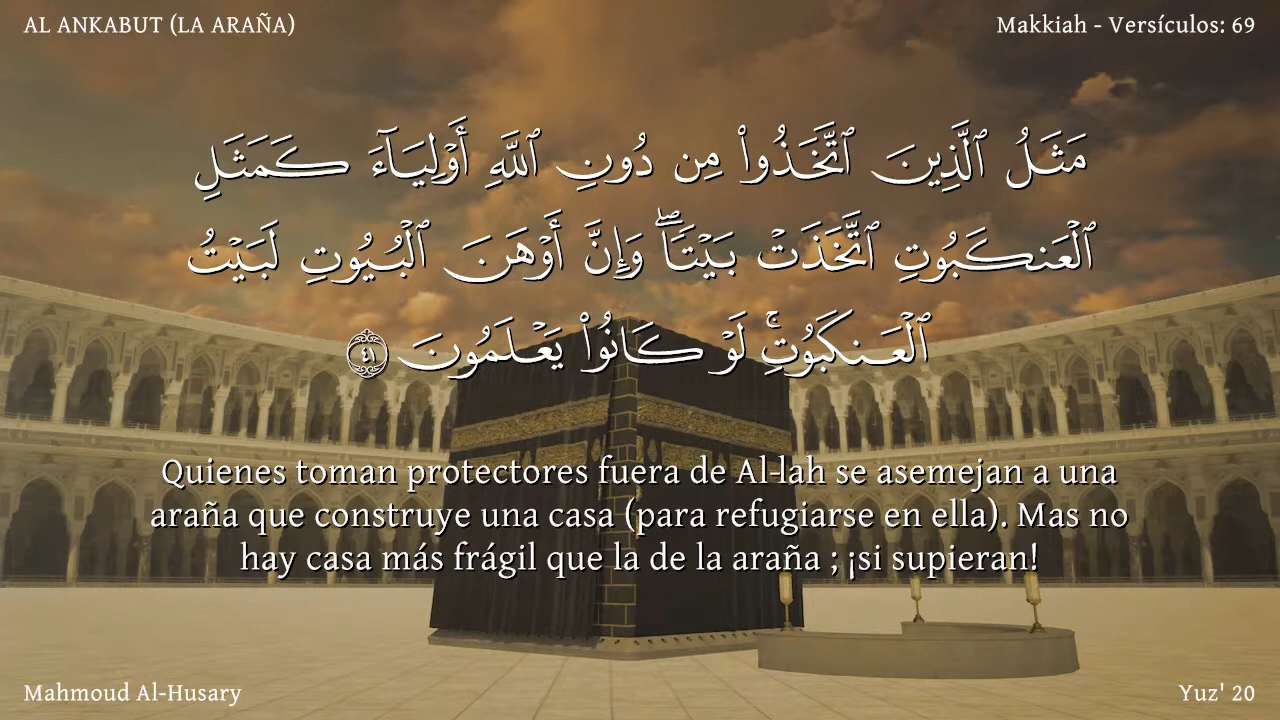 AL ANKABUT (LA ARAÑA)
Makkiah - Versículos: 69
مَثَلُ ٱلَّذِينَ ٱتَّخَذُوا۟ مِن دُونِ ٱللَّهِ أَوْلِيَآءَ كَمَثَلِ
ٱلْعَنكَبُوتِ ٱتَّخَذَتْ بَيْتًۭا ۖ وَإِنَّ أَوْهَنَ ٱلْبُيُوتِ لَبَيْتُ
ٱلْعَنكَبُوتِ ۚ لَوْ كَانُوا۟ يَعْلَمُونَ ٤١
Quienes toman protectores fuera de Al-lah se asemejan a una
araña que construye una casa (para refugiarse en ella). Mas no
hay casa más frágil que la de la araña ; ¡si supieran!
Mahmoud Al-Husary
Yuz' 20